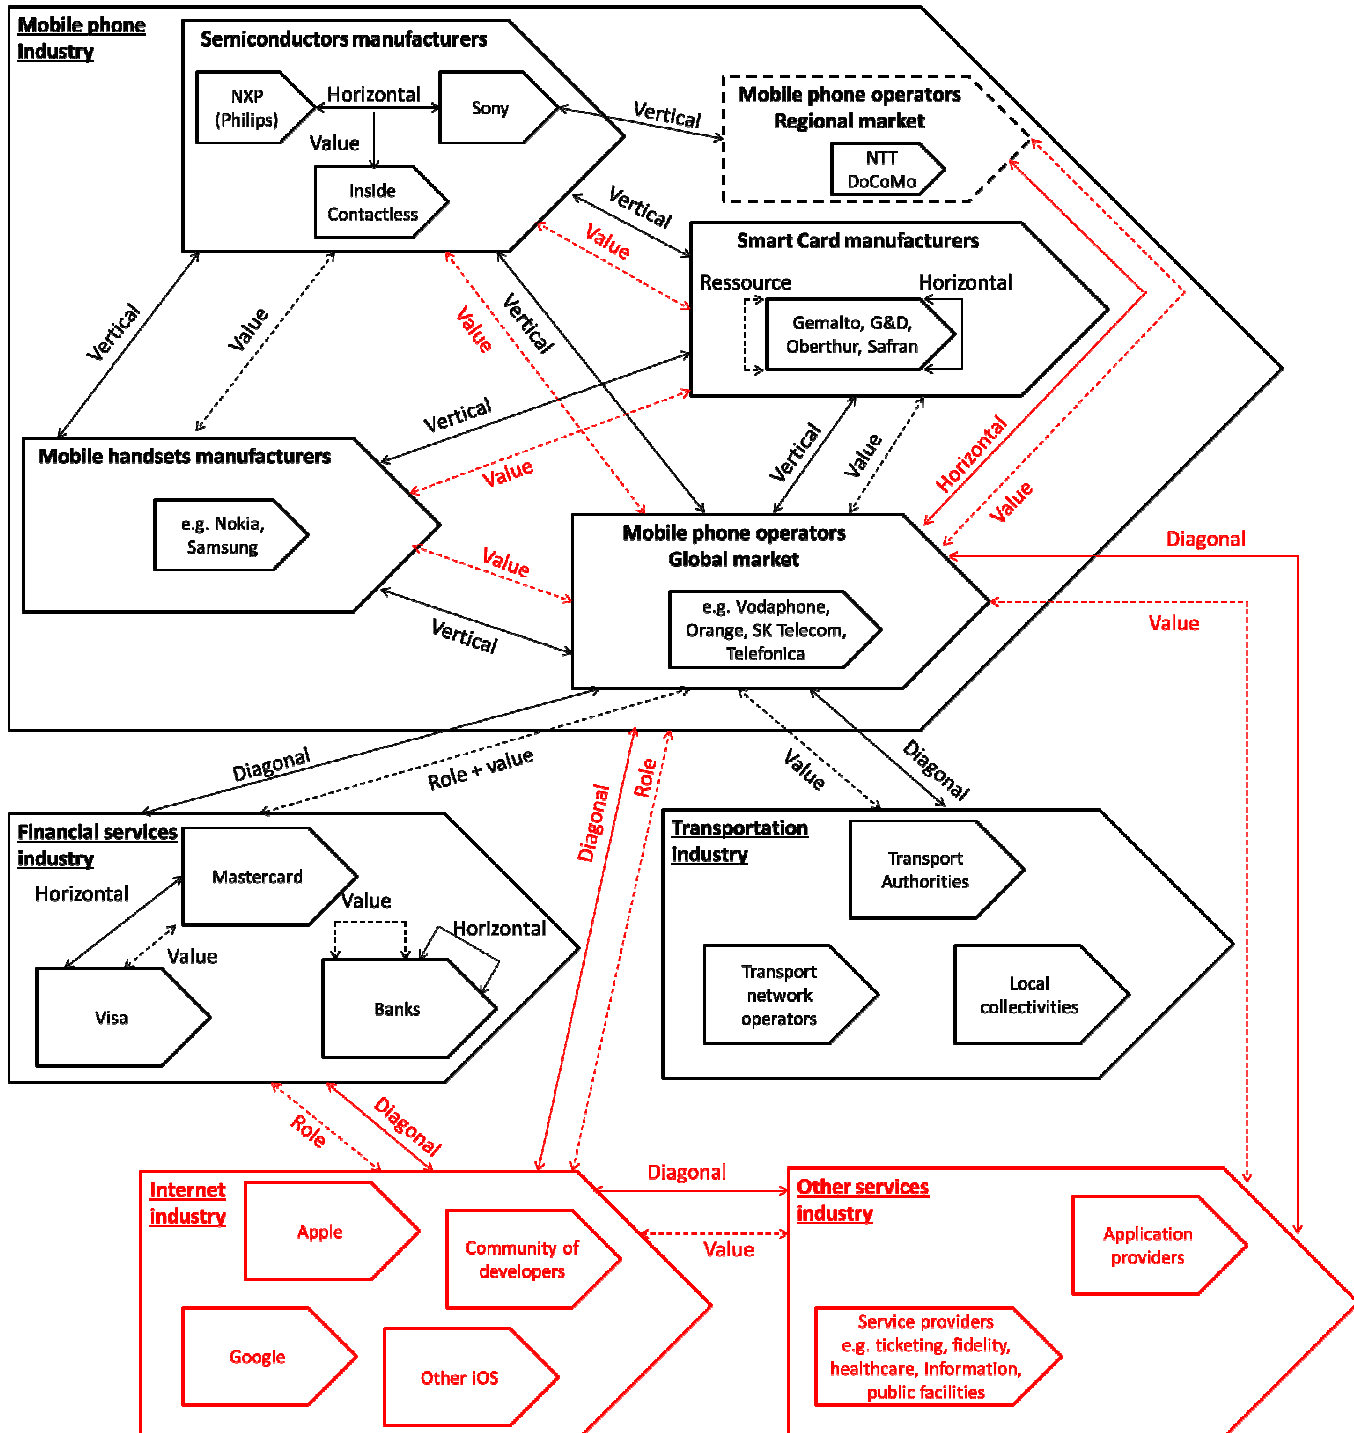 Mobile phone
industry
Semiconductors manufacturers
NXP
(Philips)
Horizontal
Sony
Value
Inside
Contactless
Vertical
Mobile phone operators
Regional market
NTT
DoCoMo
Vertical
Value
Smart Card manufacturers
Ressource
Horizontal
Gemalto, G&D,
Oberthur, Safran
Vertical
Value
Value
Vertical
Vertical
Value
Vertical
Value
Horizontal
Value
Mobile handsets manufacturers
e.g. Nokia,
Samsung
Value
Vertical
Mobile phone operators
Global market
e.g. Vodaphone,
Orange, SK Telecom,
Telefonica
Diagonal
Value
Diagonal
Role + value
Diagonal
Role
Value
Diagonal
Financial services
industry
Mastercard
Horizontal
Value
Value
Horizontal
Visa
Banks
Transportation
industry
Transport
Authorities
Transport
network
operators
Local
collectivities
Role
Diagonal
Internet
industry
Apple
Community of
developers
Google
Other iOS
Diagonal
Value
Other services
industry
Application
providers
Service providers
e.g. ticketing, fidelity,
healthcare, information,
public facilities